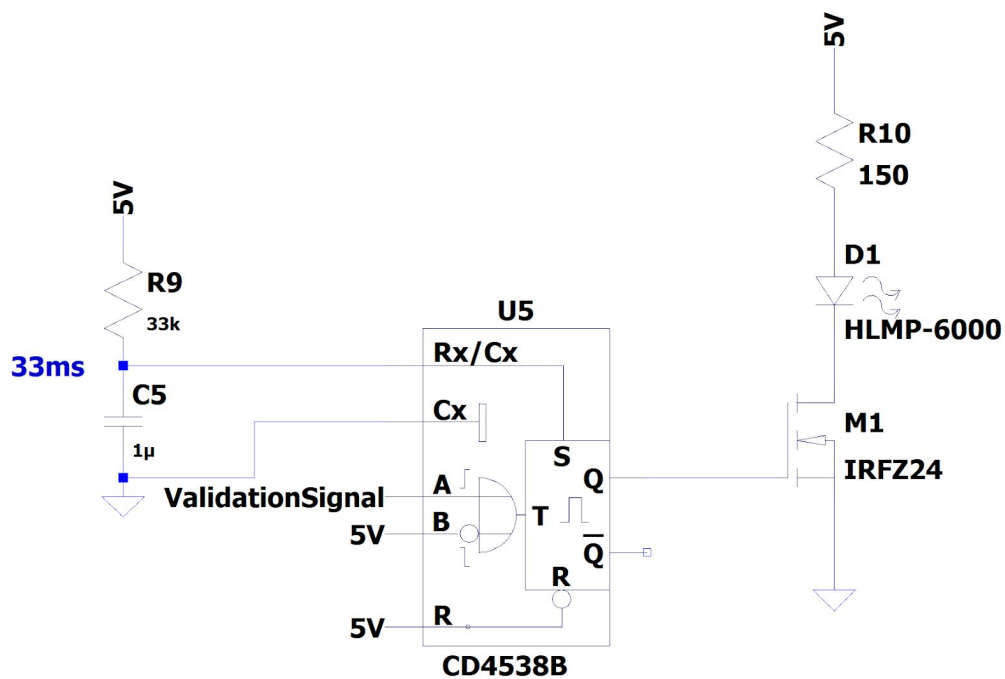 5V
R10
150
5V
D1
R9
33k
HLMP-6000
U5
33ms
Rx/Cx
C5
Cx
M1
1µ
S
Q
IRFZ24
ValidationSignal
A
T
5V
B
Q
R
5V
R
CD4538B